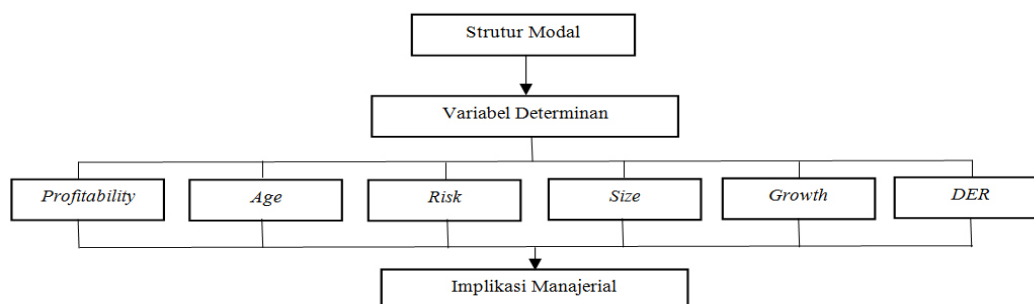 Strutur Modal
Variabel Determinan
Profitability
Age
Risk
Size
Growth
DER
Implikasi Manajerial